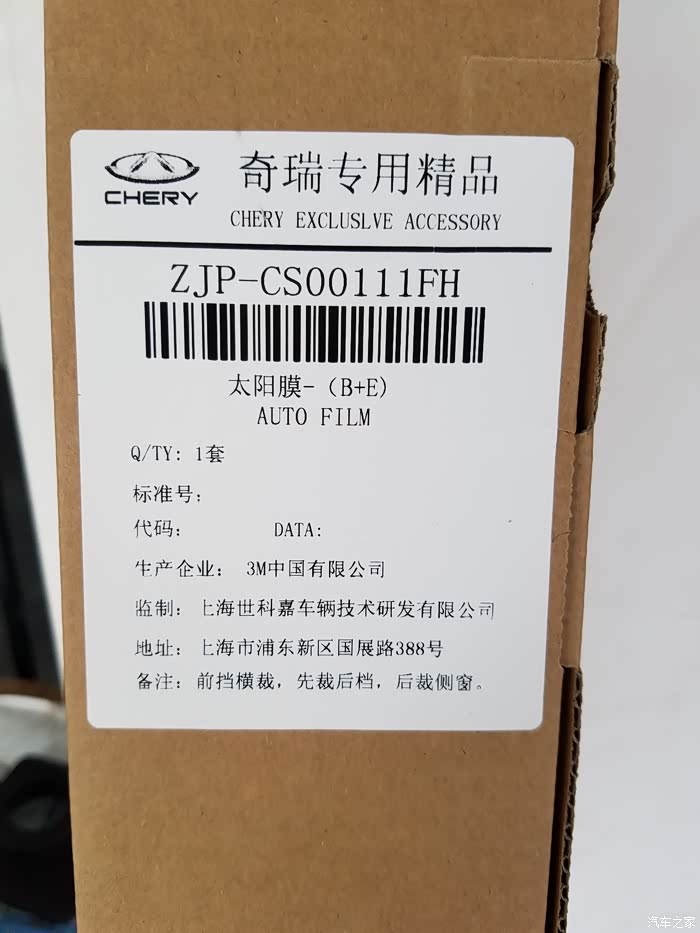 CHERY
奇瑞专用精品
CHERY EXCLUSLVE ACCESSORY
ZJP-CS00111FH
太阳膜-（B+E）
AUTO FILM
Q/TY: 1套
标准号：
代码： DATA:
生产企业： 3M中国有限公司
监制：上海世科嘉车辆技术研发有限公司
地址：上海市浦东新区国展路388号
备注：前挡横裁，先裁后档，后裁侧窗。
汽车之家